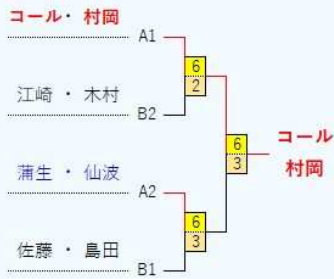 コール・ 村岡
A1
6
2
江崎 ・ 木村
B2
6
3
コール
村岡
蒲生 ・ 仙波
A2
6
3
佐藤 ・ 島田
B1